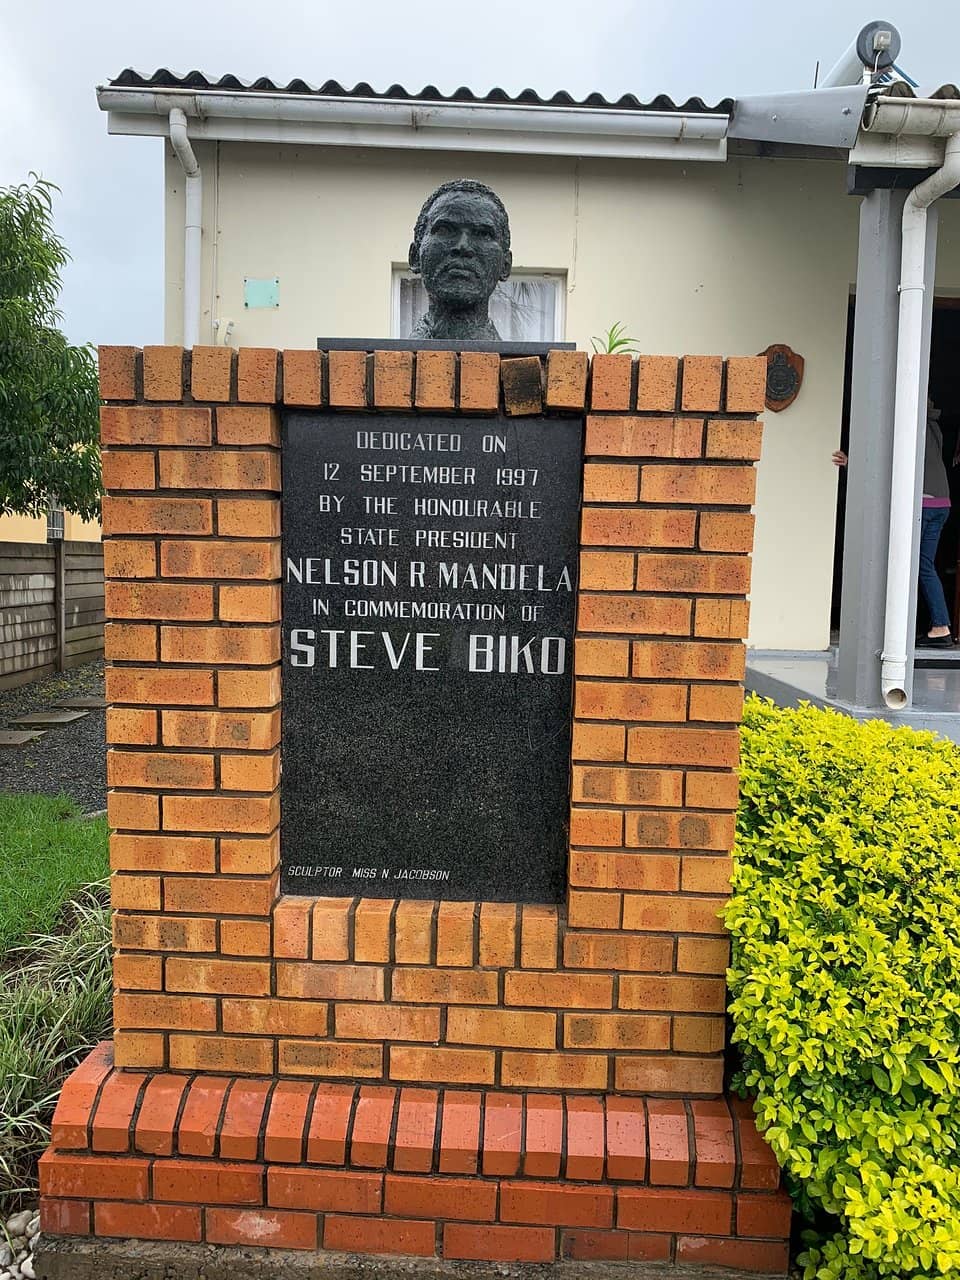 DEDICATED ON
12 SEPTEMBER 1997
BY THE HONOURABLE
STATE PRESIDENT
NELSON R MANDELA
IN COMMEMORATION OF
STEVE BIKO
SCULPTOR MISS N JACOBSON